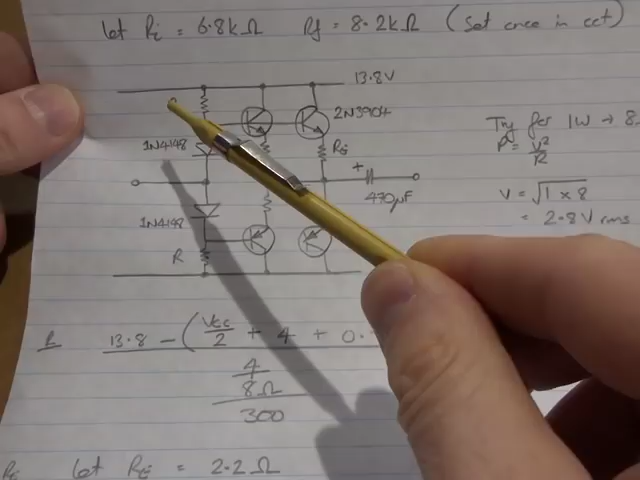 let Ri = 6.8kΩ Rf = 8.2kΩ (Set once in cct)
13.8V
2N3904
1N4148
RE
Try for 1W → 8
P = V²/R
+
470µF
V = √1 x 8
= 2.8V rms
1N4148
R
R 13.8 - (Vcc/2 + 4 + 0.
4
8Ω
300
let RE = 2.2Ω